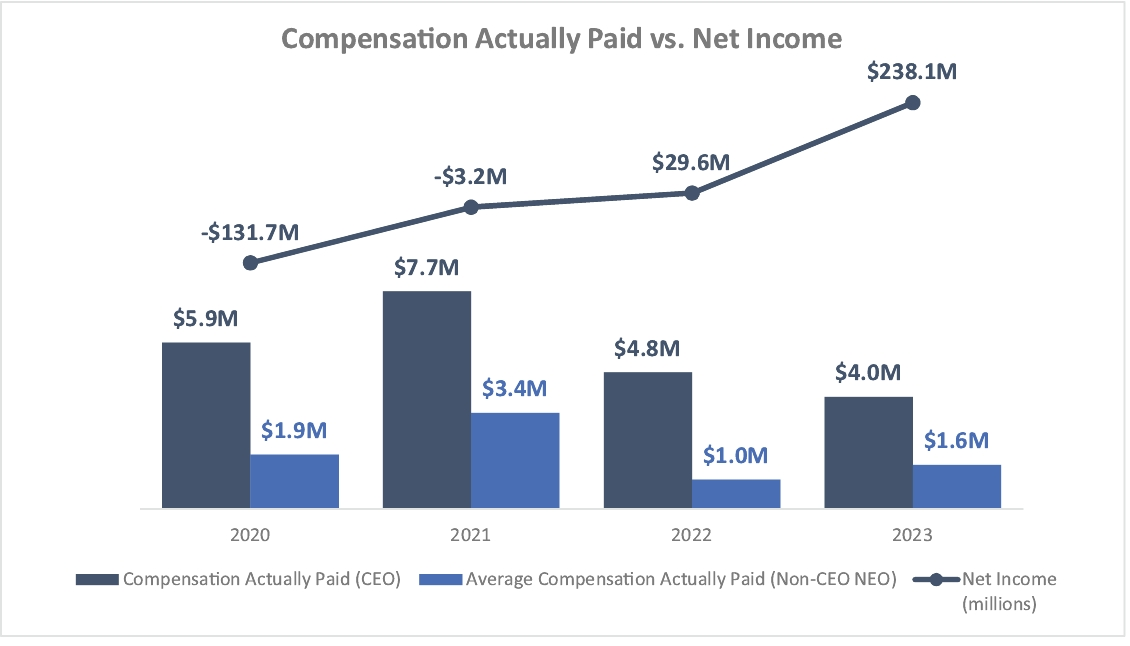 Compensation Actually Paid vs. Net Income
$238.1M
$29.6M
-$3.2M
-$131.7M
$7.7M
$5.9M
$4.8M
$4.0M
$3.4M
$1.9M
$1.0M
$1.6M
2020 2021 2022 2023
Compensation Actually Paid (CEO) Average Compensation Actually Paid (Non-CEO NEO) Net Income
(millions)